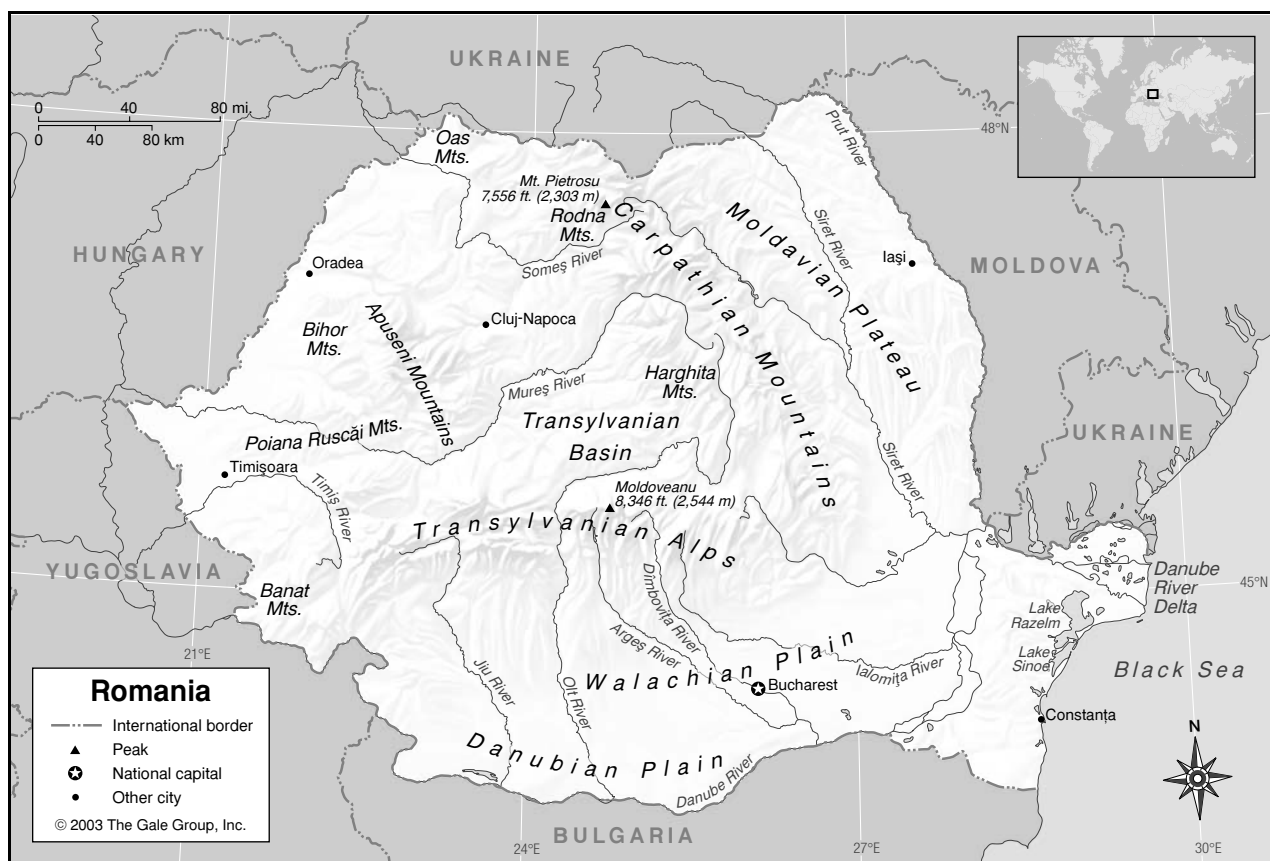 UKRAINE
0 40 80 mi.
0 40 80 km
48°N
Prut River
Oas
Mts.
Mt. Pietrosu
7,556 ft. (2,303 m)
Rodna
Mts.
Carpathian Mountains
Moldavian Plateau
Siret River
Iaşi
MOLDOVA
HUNGARY
Oradea
Someş River
Cluj-Napoca
Bihor
Mts.
Apuseni Mountains
Mureş River
Harghita
Mts.
Transylvanian
Basin
UKRAINE
Poiana Ruscăi Mts.
Timişoara
Timiş River
Siret River
Moldoveanu
8,346 ft. (2,544 m)
Transylvanian Alps
YUGOSLAVIA
Banat
Mts.
Danube
River
Delta
45°N
Lake
Razelm
Lake
Sinoe
Dîmboviţa River
Argeş River
Walachian Plain
Ialomiţa River
Bucharest
Black Sea
Constanţa
21°E
Jiu River
Olt River
Danubian Plain
Danube River
N
Romania
International border
Peak
National capital
Other city
© 2003 The Gale Group, Inc.
BULGARIA
24°E
27°E
30°E